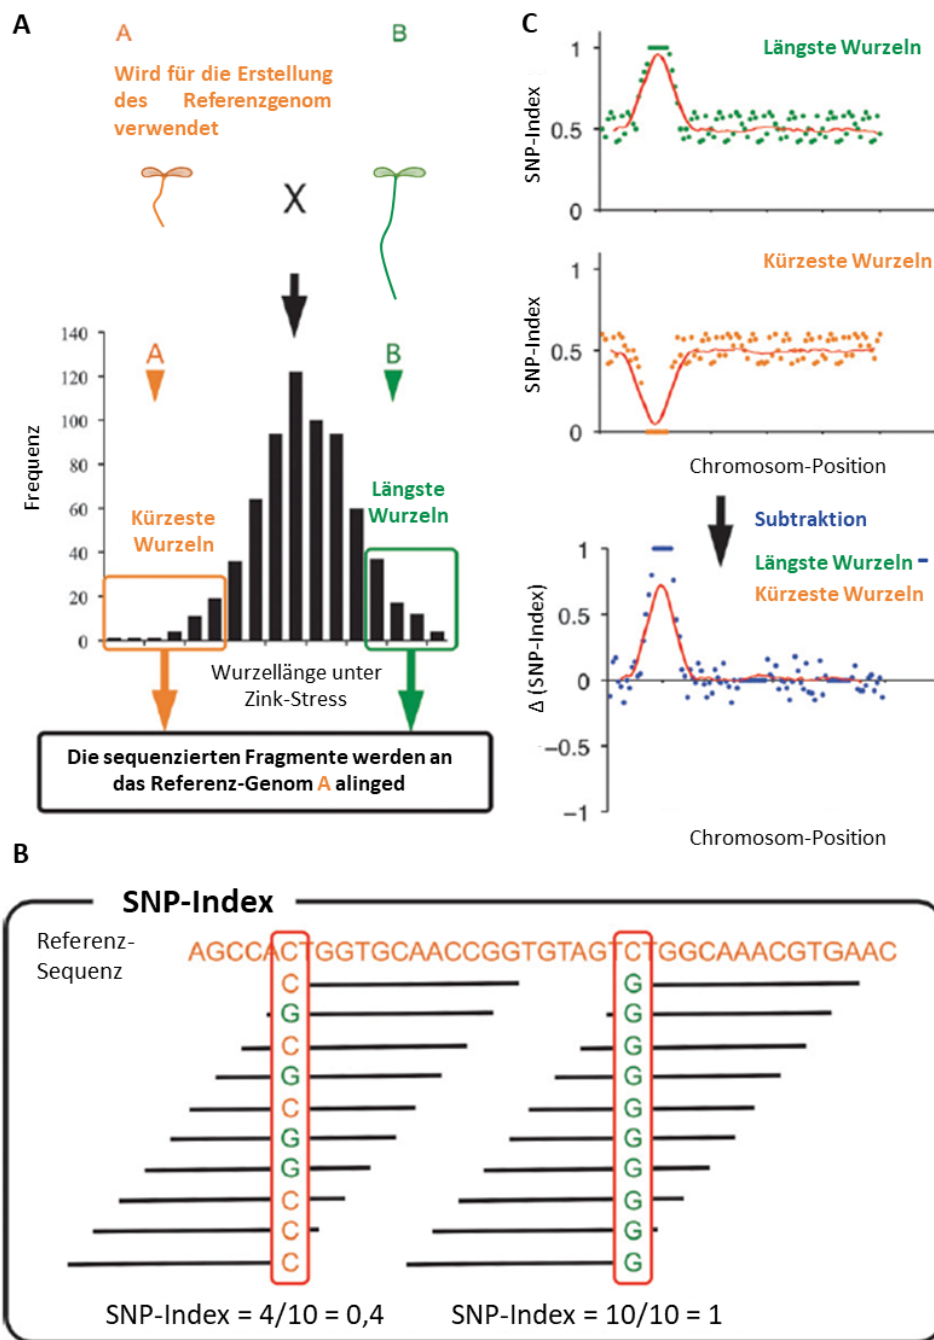 A
A
B
Wird für die Erstellung
des Referenzgenom
verwendet
X
140
120
100
80
60
40
20
0
Frequenz
A
B
Kürzeste
Wurzeln
Längste
Wurzeln
Wurzellänge unter
Zink-Stress
Die sequenzierten Fragmente werden an
das Referenz-Genom A alinged
C
Längste Wurzeln
SNP-Index
1
0.5
0
Kürzeste Wurzeln
SNP-Index
1
0.5
0
Chromosom-Position
Subtraktion
Längste Wurzeln –
Kürzeste Wurzeln
Δ (SNP-Index)
1
0.5
0
−0.5
−1
Chromosom-Position
B
SNP-Index
Referenz-
Sequenz
AGCCACTGGTGCAACCGGTGTAGTCTGGCAAACGTGAAC
C G
G G
C G
G G
C G
G G
G G
C G
C G
C G
SNP-Index = 4/10 = 0,4 SNP-Index = 10/10 = 1